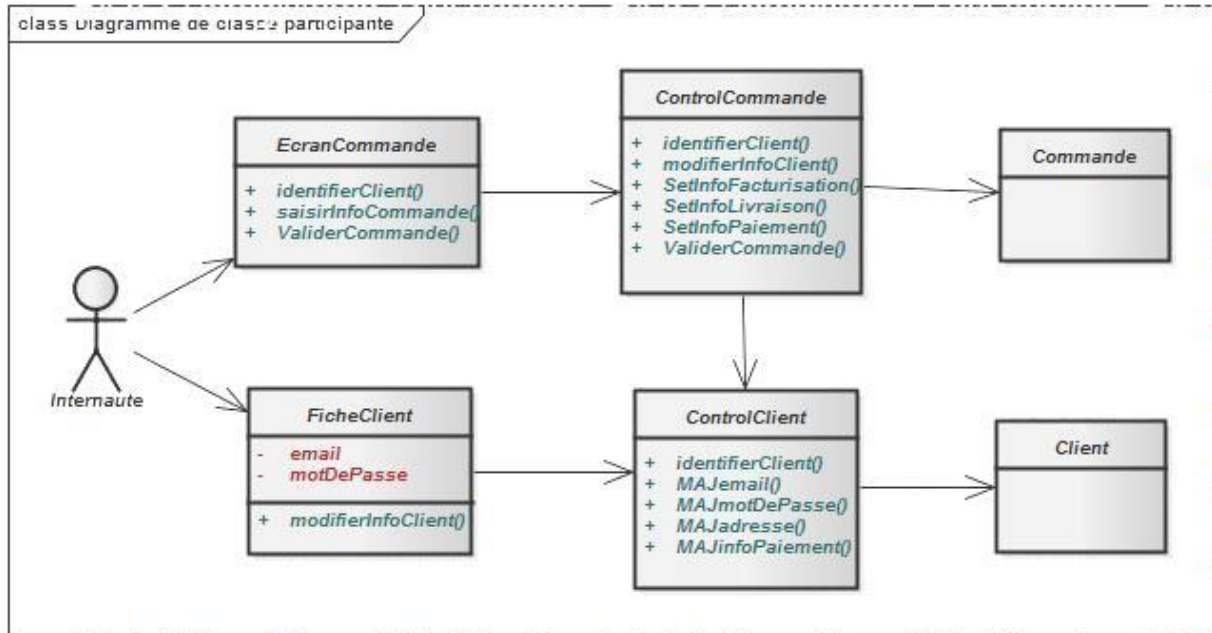 class Diagramme de classe participante
ControlCommande
+ identifierClient()
+ modifierInfoClient()
+ SetInfoFacturisation()
+ SetInfoLivraison()
+ SetInfoPaiement()
+ ValiderCommande()
EcranCommande
+ identifierClient()
+ saisirInfoCommande()
+ ValiderCommande()
Commande
Internaute
FicheClient
- email
- motDePasse
+ modifierInfoClient()
ControlClient
+ identifierClient()
+ MAJemail()
+ MAJmotDePasse()
+ MAJadresse()
+ MAJinfoPaiement()
Client